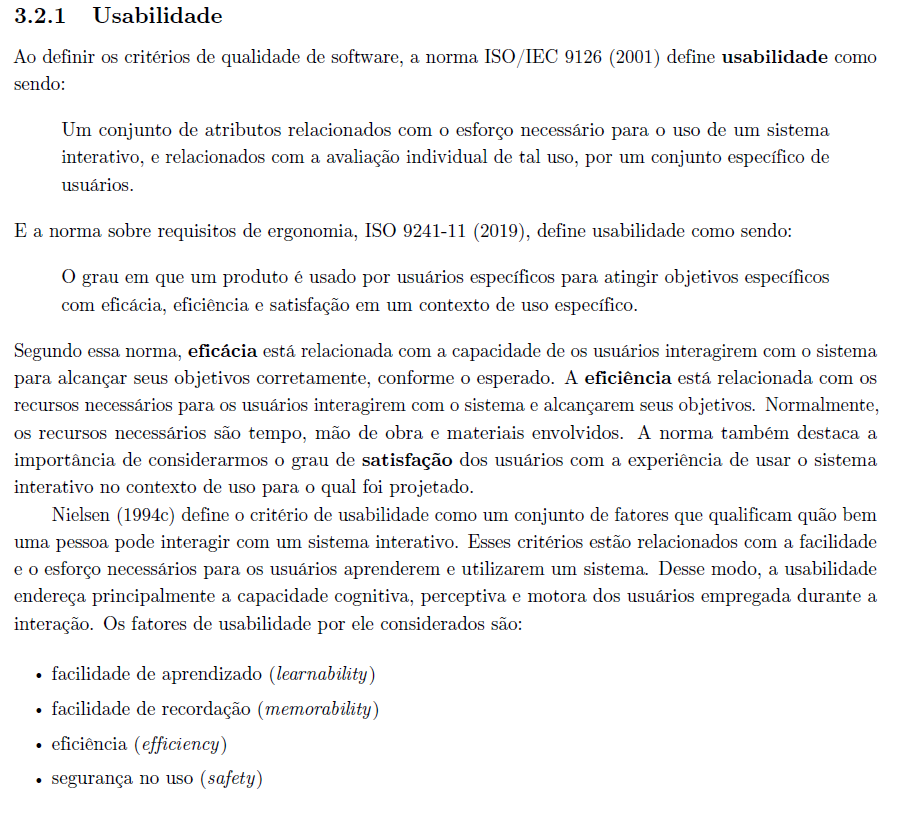 3.2.1 Usabilidade
Ao definir os critérios de qualidade de software, a norma ISO/IEC 9126 (2001) define usabilidade como
sendo:
Um conjunto de atributos relacionados com o esforço necessário para o uso de um sistema
interativo, e relacionados com a avaliação individual de tal uso, por um conjunto específico de
usuários.
E a norma sobre requisitos de ergonomia, ISO 9241-11 (2019), define usabilidade como sendo:
O grau em que um produto é usado por usuários específicos para atingir objetivos específicos
com eficácia, eficiência e satisfação em um contexto de uso específico.
Segundo essa norma, eficácia está relacionada com a capacidade de os usuários interagirem com o sistema
para alcançar seus objetivos corretamente, conforme o esperado. A eficiência está relacionada com os
recursos necessários para os usuários interagirem com o sistema e alcançarem seus objetivos. Normalmente,
os recursos necessários são tempo, mão de obra e materiais envolvidos. A norma também destaca a
importância de considerarmos o grau de satisfação dos usuários com a experiência de usar o sistema
interativo no contexto de uso para o qual foi projetado.
Nielsen (1994c) define o critério de usabilidade como um conjunto de fatores que qualificam quão bem
uma pessoa pode interagir com um sistema interativo. Esses critérios estão relacionados com a facilidade
e o esforço necessários para os usuários aprenderem e utilizarem um sistema. Desse modo, a usabilidade
endereça principalmente a capacidade cognitiva, perceptiva e motora dos usuários empregada durante a
interação. Os fatores de usabilidade por ele considerados são:
• facilidade de aprendizado (learnability)
• facilidade de recordação (memorability)
• eficiência (efficiency)
• segurança no uso (safety)